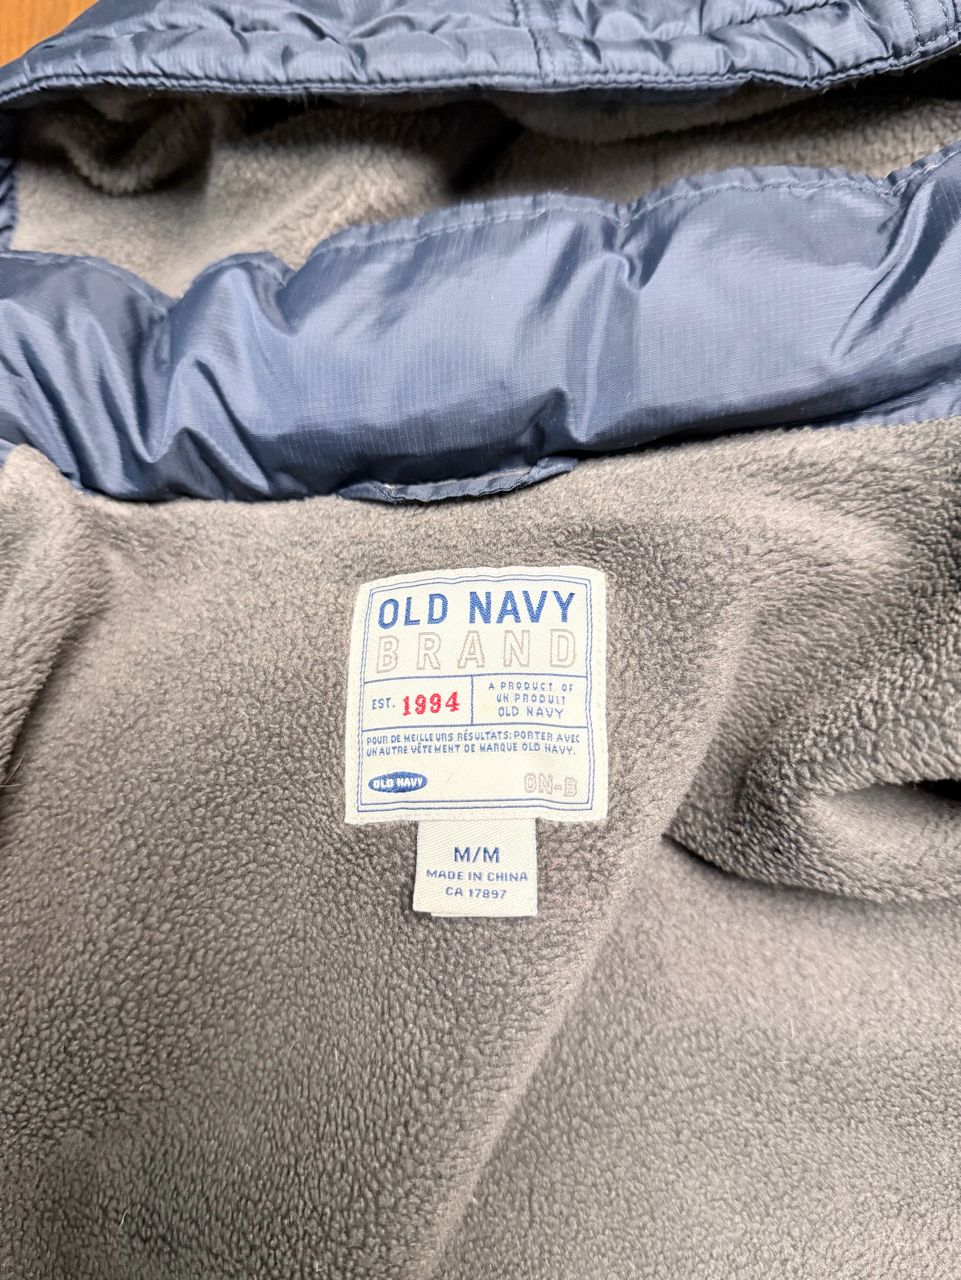 OLD NAVY
BRAND
EST. 1994
A PRODUCT OF
UN PRODUIT
OLD NAVY
POUR DE MEILLEURS RÉSULTATS: PORTER AVEC
UN AUTRE VÊTEMENT DE MARQUE OLD NAVY.
OLD NAVY
ON-B
M/M
MADE IN CHINA
CA 17897